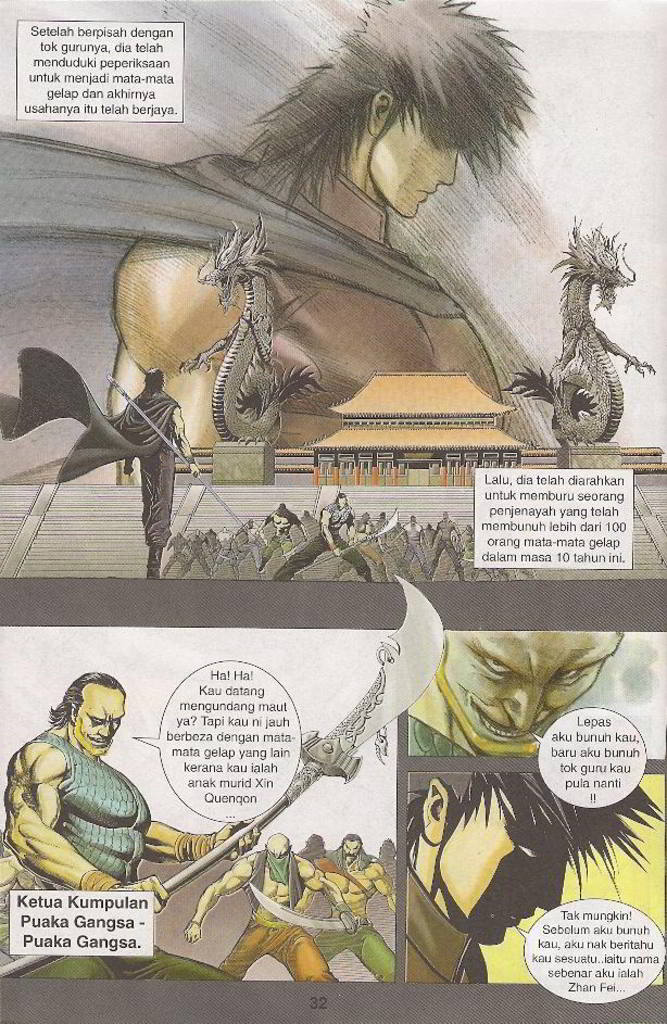 Setelah berpisah dengan
tok gurunya, dia telah
menduduki peperiksaan
untuk menjadi mata-mata
gelap dan akhirnya
usahanya itu telah berjaya.
Lalu, dia telah diarahkan
untuk memburu seorang
penjenayah yang telah
membunuh lebih dari 100
orang mata-mata gelap
dalam masa 10 tahun ini.
Ha! Ha!
Kau datang
mengundang maut
ya? Tapi kau ni jauh
berbeza dengan mata-
mata gelap yang lain
kerana kau ialah
anak murid Xin
Quenqon
...
Ketua Kumpulan
Puaka Gangsa -
Puaka Gangsa.
Lepas
aku bunuh kau,
baru aku bunuh
tok guru kau
pula nanti
!!
Tak mungkin!
Sebelum aku bunuh
kau, aku nak beritahu
kau sesuatu..iaitu nama
sebenar aku ialah
Zhan Fei...
32